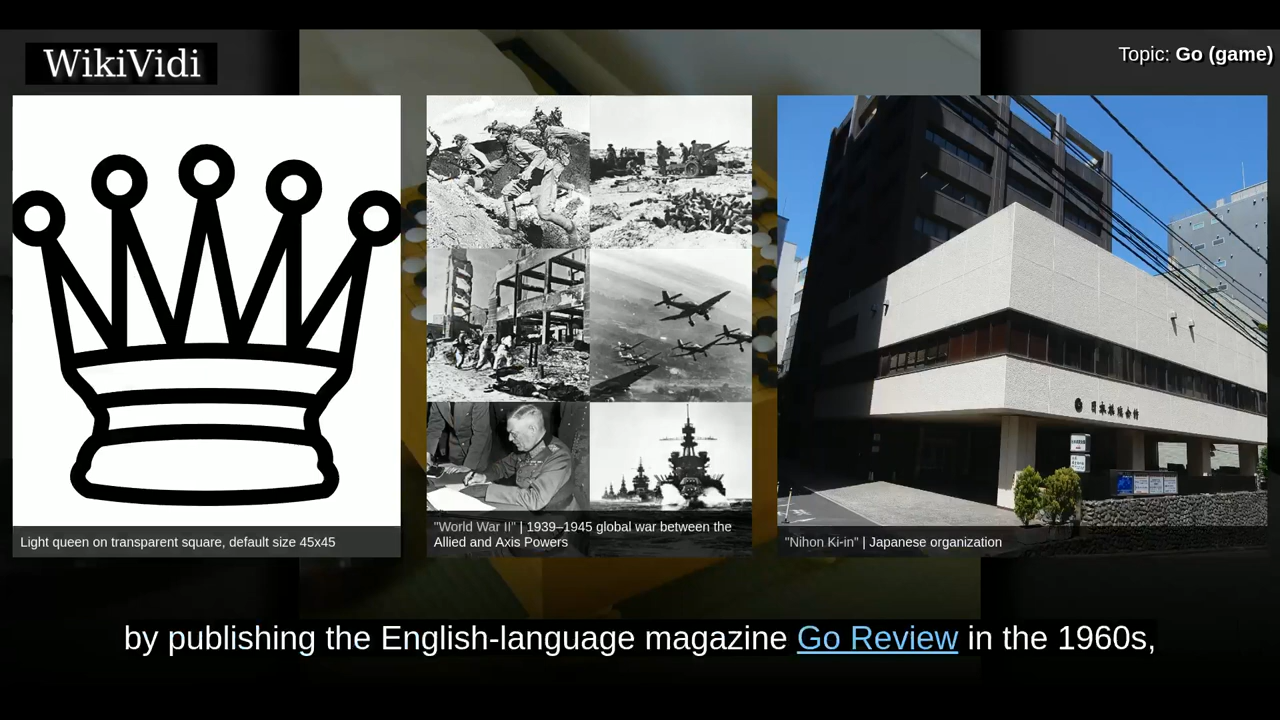 WikiVidi
Topic: Go (game)
Light queen on transparent square, default size 45x45
"World War II" | 1939–1945 global war between the
Allied and Axis Powers
"Nihon Ki-in" | Japanese organization
by publishing the English-language magazine Go Review in the 1960s,